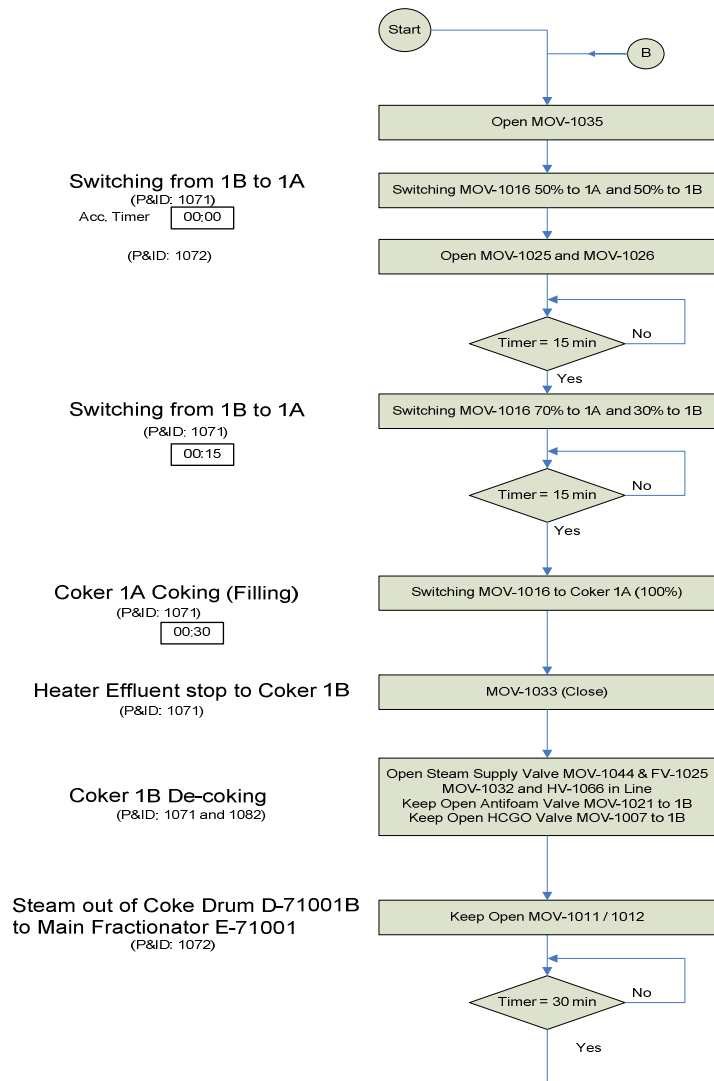 Start
B
Open MOV-1035
Switching from 1B to 1A
(P&ID: 1071)
Acc. Timer 00:00
Switching MOV-1016 50% to 1A and 50% to 1B
(P&ID: 1072)
Open MOV-1025 and MOV-1026
Timer = 15 min
No
Yes
Switching from 1B to 1A
(P&ID: 1071)
00:15
Switching MOV-1016 70% to 1A and 30% to 1B
Timer = 15 min
No
Yes
Coker 1A Coking (Filling)
(P&ID: 1071)
00:30
Switching MOV-1016 to Coker 1A (100%)
Heater Effluent stop to Coker 1B
(P&ID: 1071)
MOV-1033 (Close)
Coker 1B De-coking
(P&ID: 1071 and 1082)
Open Steam Supply Valve MOV-1044 & FV-1025
MOV-1032 and HV-1066 in Line
Keep Open Antifoam Valve MOV-1021 to 1B
Keep Open HCGO Valve MOV-1007 to 1B
Steam out of Coke Drum D-71001B
to Main Fractionator E-71001
(P&ID: 1072)
Keep Open MOV-1011 / 1012
Timer = 30 min
No
Yes